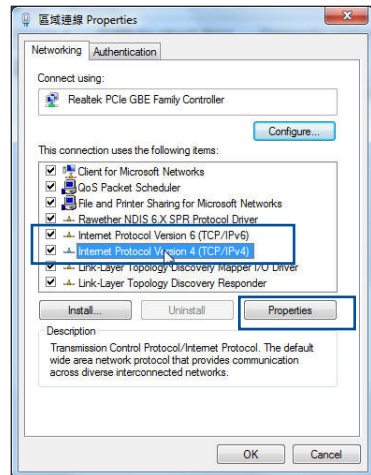 區域連線 Properties
Networking Authentication
Connect using:
Realtek PCIe GBE Family Controller
Configure...
This connection uses the following items:
Client for Microsoft Networks
QoS Packet Scheduler
File and Printer Sharing for Microsoft Networks
Rawether NDIS 6.X SPR Protocol Driver
Internet Protocol Version 6 (TCP/IPv6)
Internet Protocol Version 4 (TCP/IPv4)
Link-Layer Topology Discovery Mapper I/O Driver
Link-Layer Topology Discovery Responder
Install... Uninstall Properties
Description
Transmission Control Protocol/Internet Protocol. The default
wide area network protocol that provides communication
across diverse interconnected networks.
OK Cancel